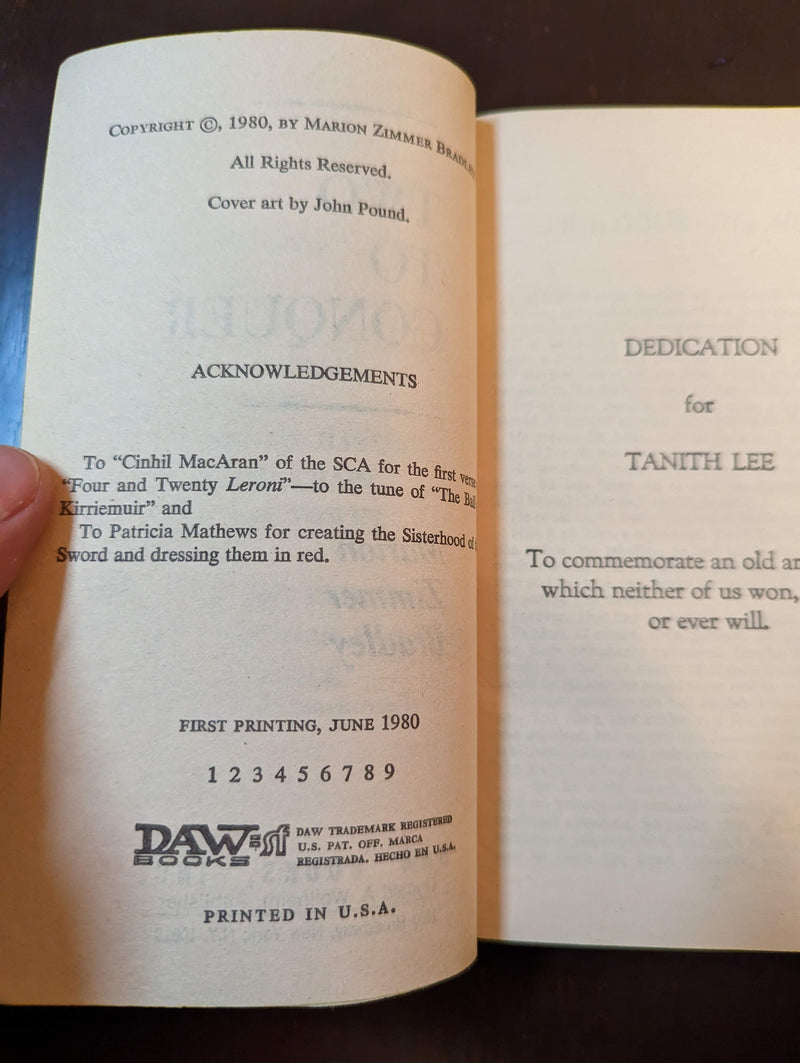 COPYRIGHT ©, 1980, BY MARION ZIMMER BRADLEY
All Rights Reserved.
Cover art by John Pound.
ACKNOWLEDGEMENTS
To "Cinhil MacAran" of the SCA for the first verse
"Four and Twenty Leroni"—to the tune of "The
Kirriemuir" and
To Patricia Mathews for creating the Sisterhood of
Sword and dressing them in red.
FIRST PRINTING, JUNE 1980
1 2 3 4 5 6 7 8 9
DAW
BOOKS
DAW TRADEMARK REGISTERED
U.S. PAT. OFF. MARCA
REGISTRADA, HECHO EN U.S.A.
PRINTED IN U.S.A.
DEDICATION
for
TANITH LEE
To commemorate an old
which neither of us won,
or ever will.